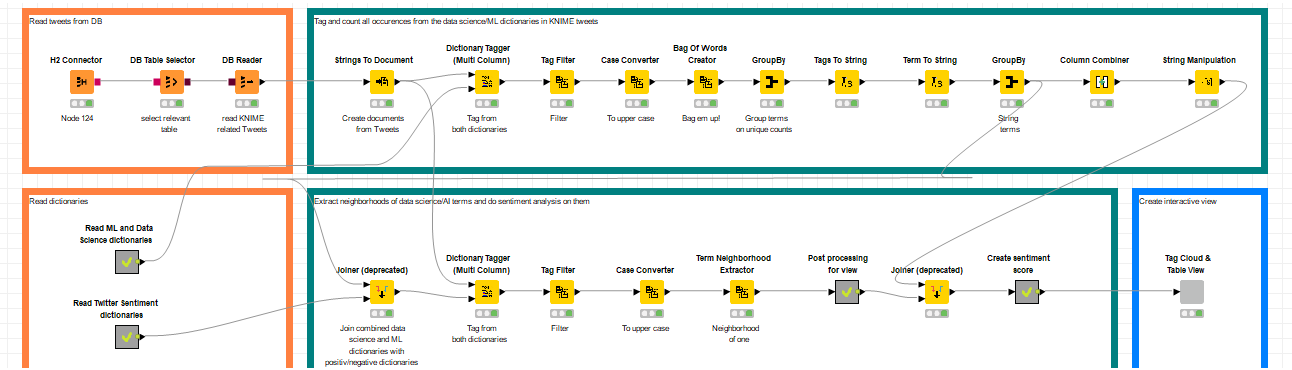 Read tweets from DB
H2 Connector
DB Table Selector
DB Reader
Node 124
select relevant
table
read KNIME
related Tweets
Tag and count all occurences from the data science/ML dictionaries in KNIME tweets
Strings To Document
Dictionary Tagger
(Multi Column)
Tag Filter
Case Converter
Bag Of Words
Creator
GroupBy
Tags To String
Term To String
GroupBy
Column Combiner
String Manipulation
Create documents
from Tweets
Tag from
both dictionaries
Filter
To upper case
Bag em up!
Group terms
on unique counts
String
terms
Read dictionaries
Read ML and Data
Science dictionaries
Read Twitter Sentiment
dictionaries
Extract neighborhoods of data science/AI terms and do sentiment analysis on them
Joiner (deprecated)
Dictionary Tagger
(Multi Column)
Tag Filter
Case Converter
Term Neighborhood
Extractor
Post processing
for view
Joiner (deprecated)
Create sentiment
score
Join combined data
science and ML
dictionaries with
positiv/negative dictionaries
Tag from
both dictionaries
Filter
To upper case
Neighborhood
of one
Create interactive view
Tag Cloud &
Table View